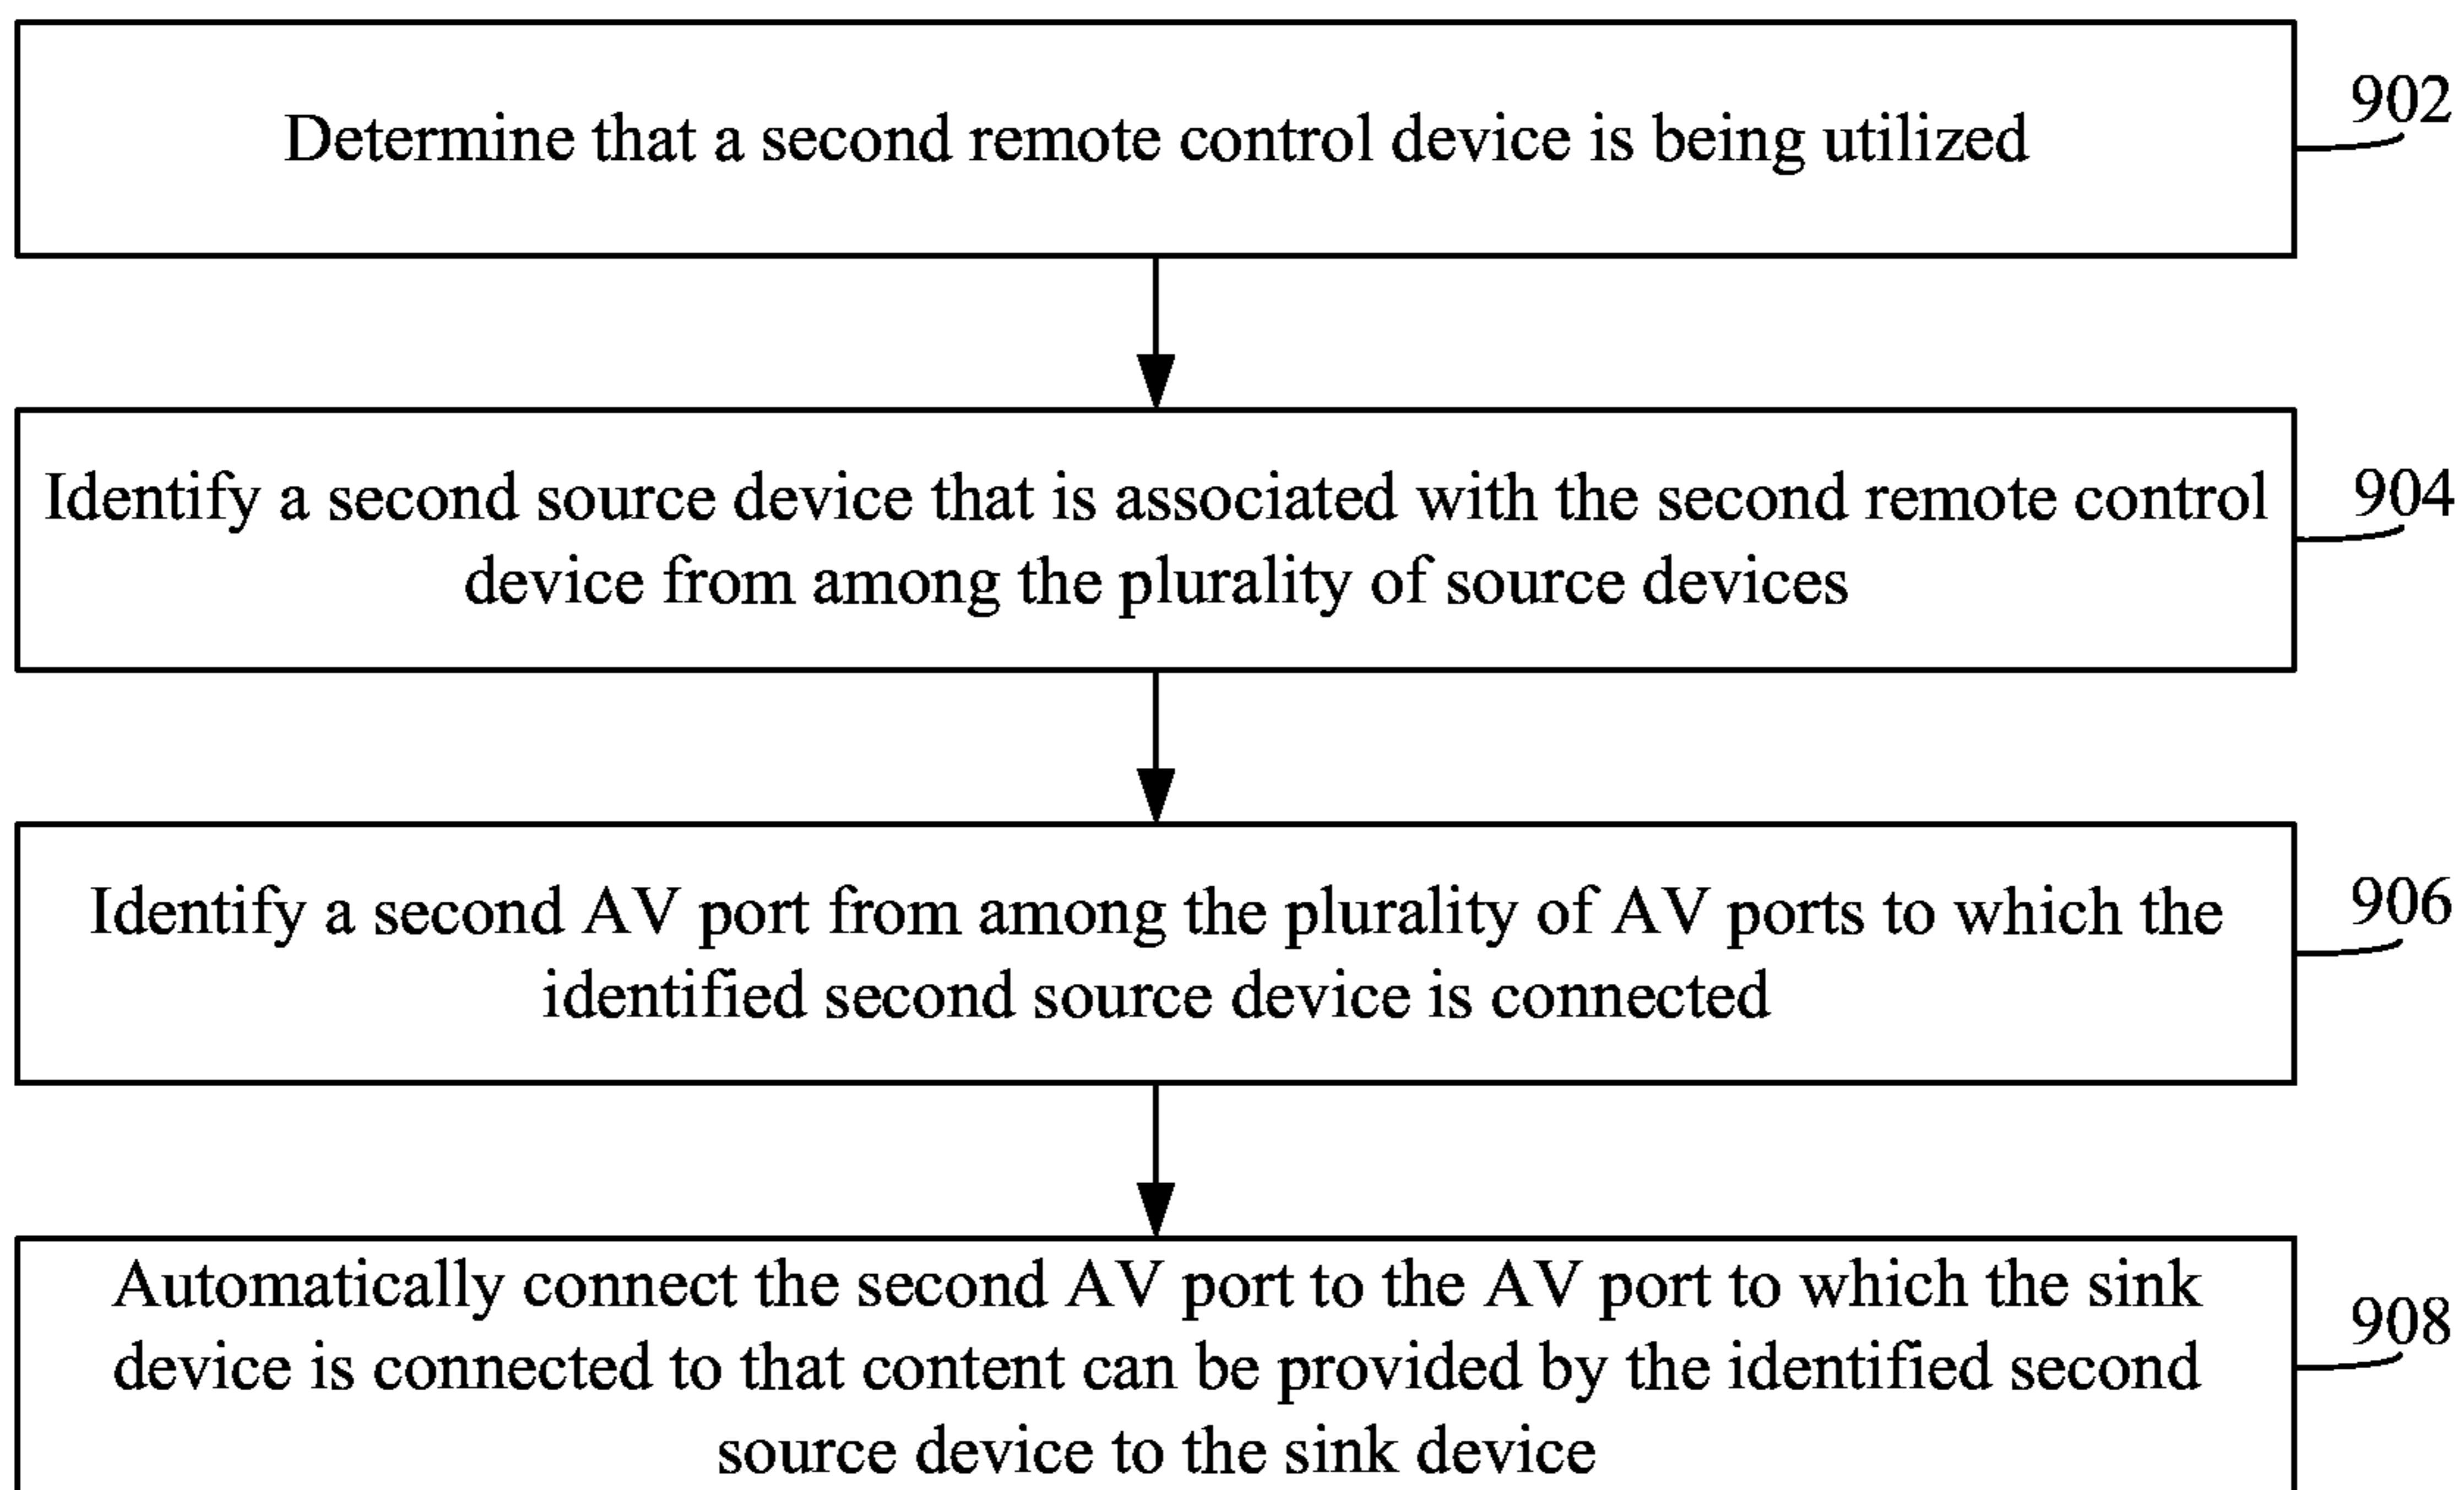 Determine that a second remote control device is being utilized
902
Identify a second source device that is associated with the second remote control
device from among the plurality of source devices
904
Identify a second AV port from among the plurality of AV ports to which the
identified second source device is connected
906
Automatically connect the second AV port to the AV port to which the sink
device is connected to that content can be provided by the identified second
source device to the sink device
908